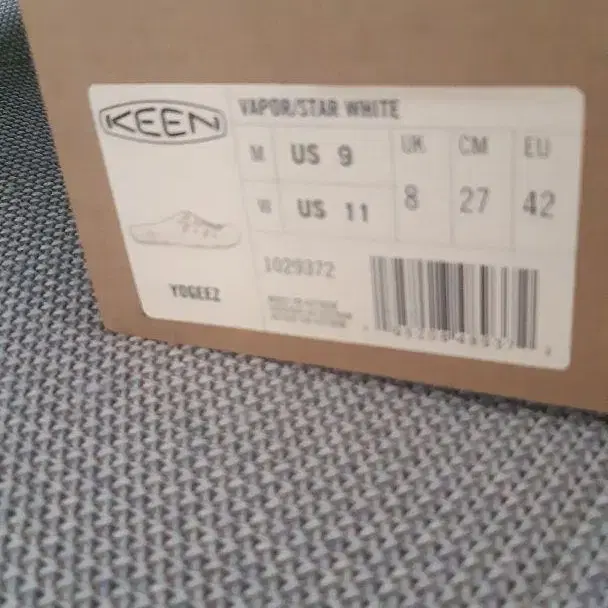 KEEN
VAPOR/STAR WHITE
M US 9 UK CM EU
W US 11 8 27 42
1029372
YOGEEZ